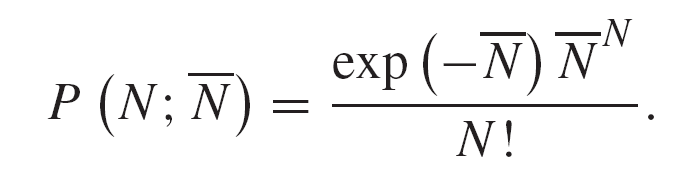 P (N; N̅) = exp (−N̅) N̅^N / N! .